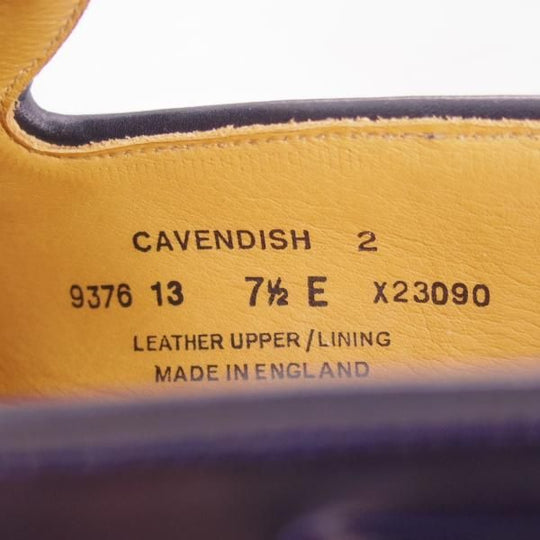 CAVENDISH 2
9376 13 7½ E X23090
LEATHER UPPER/LINING
MADE IN ENGLAND